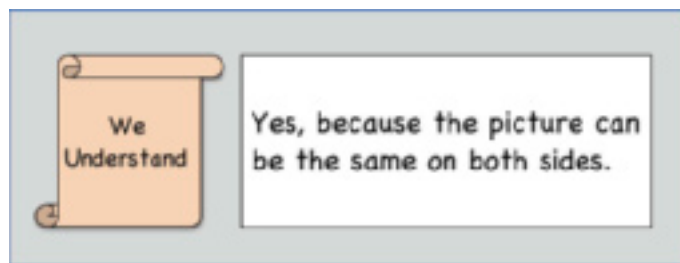 We
Understand
Yes, because the picture can
be the same on both sides.